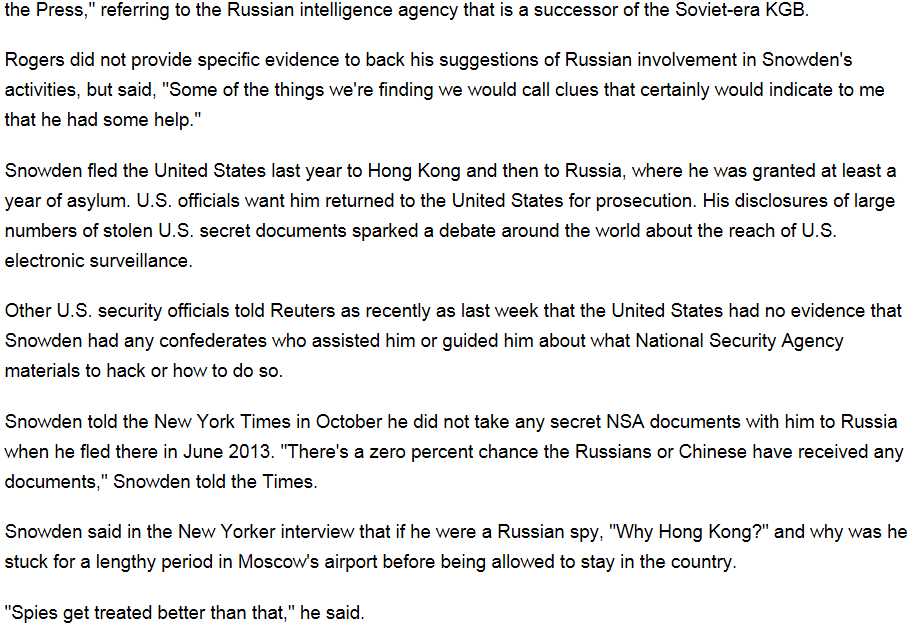 the Press," referring to the Russian intelligence agency that is a successor of the Soviet-era KGB.
Rogers did not provide specific evidence to back his suggestions of Russian involvement in Snowden's
activities, but said, "Some of the things we're finding we would call clues that certainly would indicate to me
that he had some help."
Snowden fled the United States last year to Hong Kong and then to Russia, where he was granted at least a
year of asylum. U.S. officials want him returned to the United States for prosecution. His disclosures of large
numbers of stolen U.S. secret documents sparked a debate around the world about the reach of U.S.
electronic surveillance.
Other U.S. security officials told Reuters as recently as last week that the United States had no evidence that
Snowden had any confederates who assisted him or guided him about what National Security Agency
materials to hack or how to do so.
Snowden told the New York Times in October he did not take any secret NSA documents with him to Russia
when he fled there in June 2013. "There's a zero percent chance the Russians or Chinese have received any
documents," Snowden told the Times.
Snowden said in the New Yorker interview that if he were a Russian spy, "Why Hong Kong?" and why was he
stuck for a lengthy period in Moscow's airport before being allowed to stay in the country.
"Spies get treated better than that," he said.